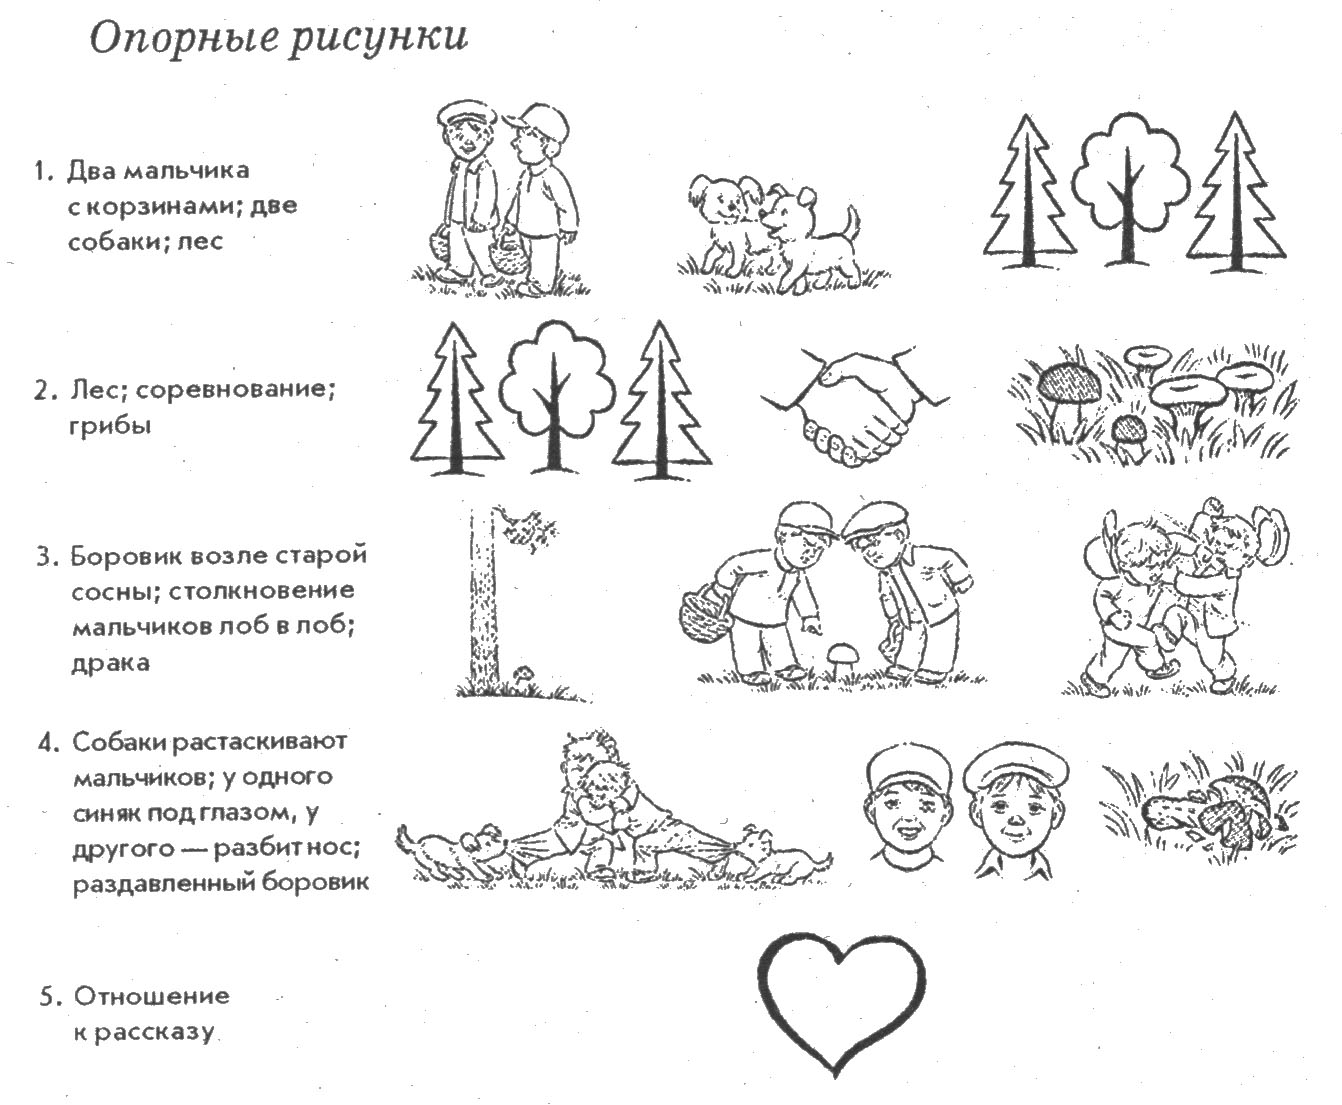 Опорные рисунки
1. Два мальчика
с корзинами; две
собаки; лес
2. Лес; соревнование;
грибы
3. Боровик возле старой
сосны; столкновение
мальчиков лоб в лоб;
драка
4. Собаки растаскивают
мальчиков; у одного
синяк под глазом, у
другого — разбит нос;
раздавленный боровик
5. Отношение
к рассказу